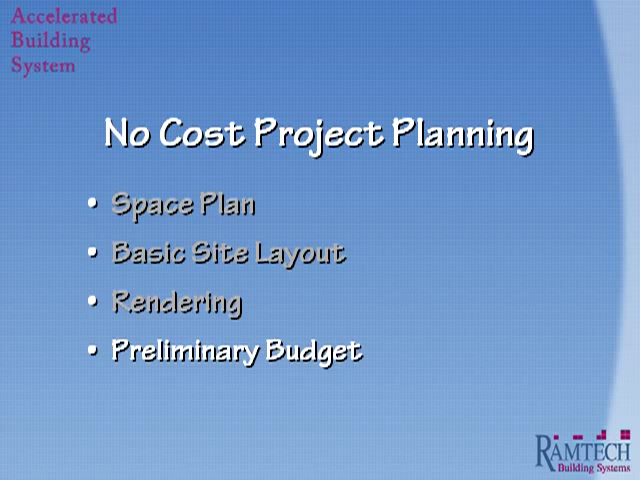 Accelerated
Building
System
No Cost Project Planning
• Space Plan
• Basic Site Layout
• Rendering
• Preliminary Budget
RAMTECH
Building Systems